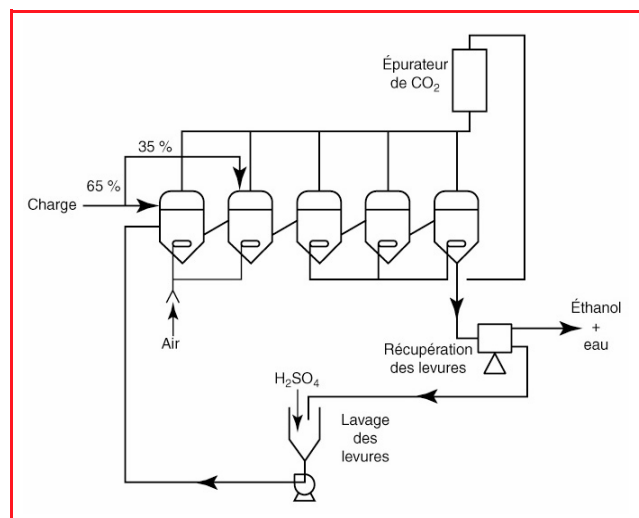 Épurateur
de CO₂
35 %
65 %
Charge
Air
Éthanol
+
eau
Récupération
des levures
H₂SO₄
Lavage
des
levures